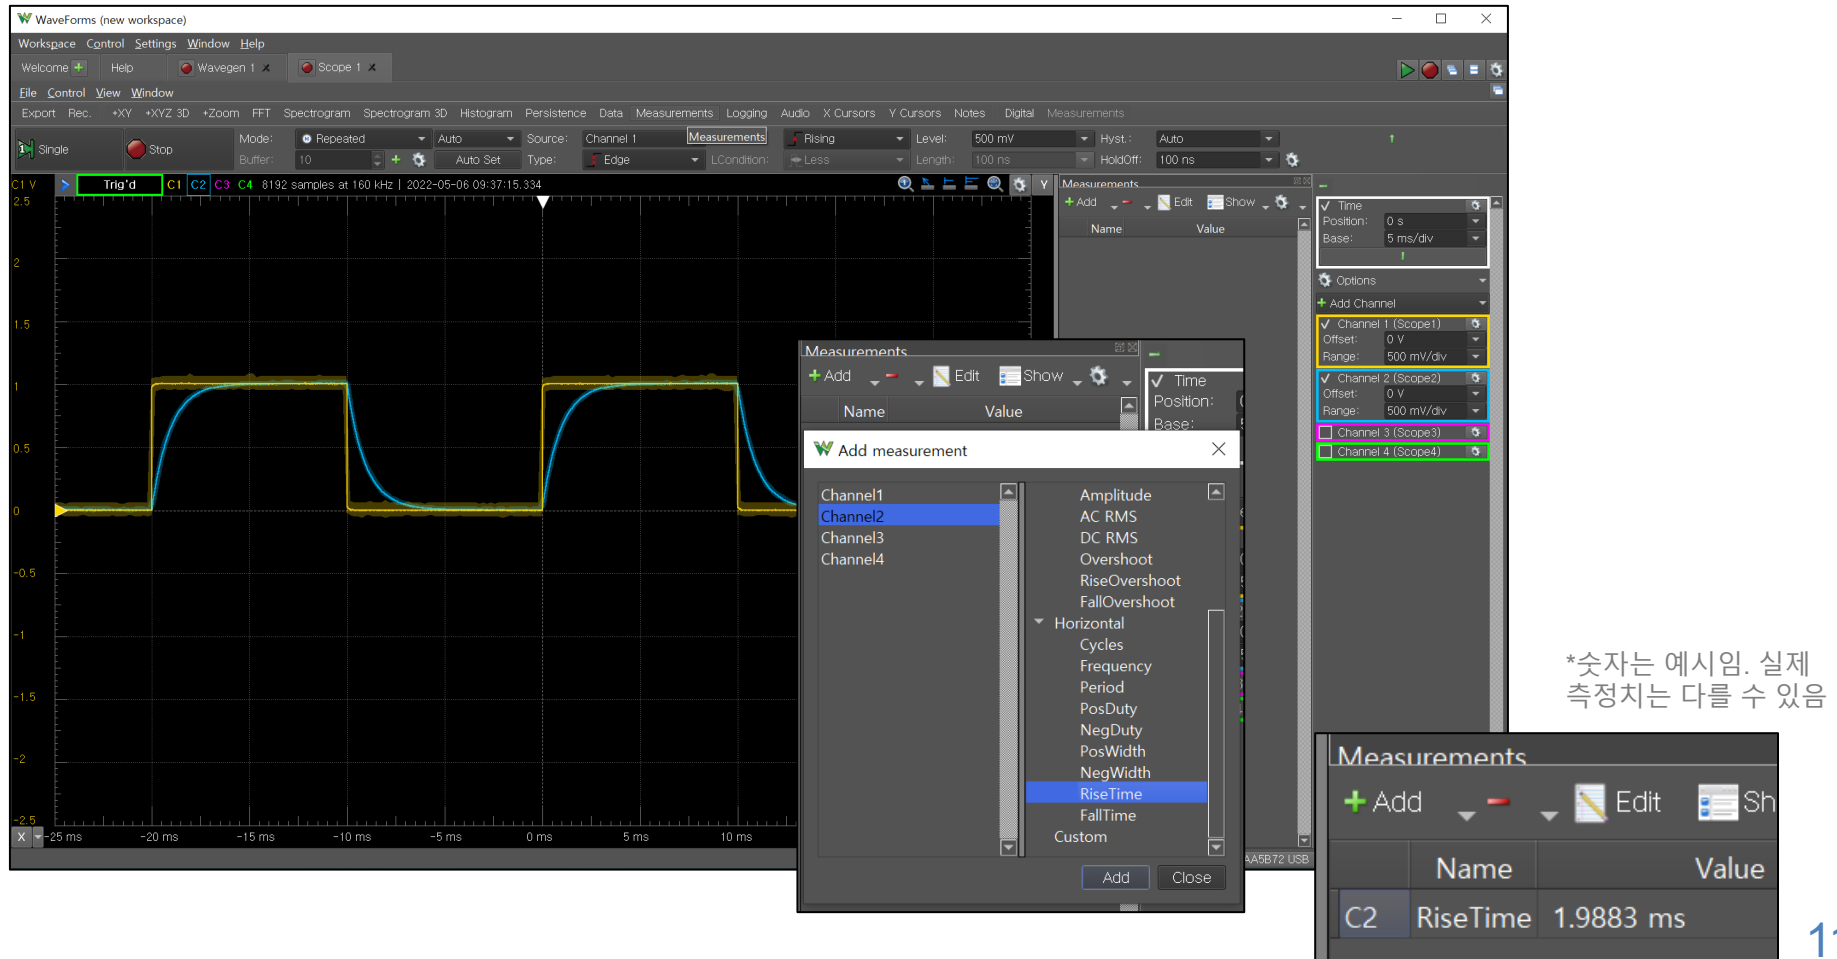 WaveForms (new workspace)
Workspace Control Settings Window Help
Welcome Help Wavegen 1 Scope 1
File Control View Window
Export Rec. +XY +XYZ 3D +Zoom FFT Spectrogram Spectrogram 3D Histogram Persistence Data Measurements Logging Audio X Cursors Y Cursors Notes Digital Measurements
Single Stop Mode: Repeated Auto Source: Channel 1 Measurements Rising Level: 500 mV Hyst.: Auto
Buffer: 10 Auto Set Type: Edge LCondition: Less Length: 100 ns HoldOff: 100 ns
C1 V Trig'd C1 C2 C3 C4 8192 samples at 160 kHz | 2022-05-06 09:37:15.334 Y
2.5
2
1.5
1
0.5
0
-0.5
-1
-1.5
-2
-2.5
X -25 ms -20 ms -15 ms -10 ms -5 ms 0 ms 5 ms 10 ms
Measurements
Add Edit Show
Name Value
Time
Position: 0 s
Base: 5 ms/div
Options
Add Channel
Channel 1 (Scope1)
Offset: 0 V
Range: 500 mV/div
Channel 2 (Scope2)
Offset: 0 V
Range: 500 mV/div
Channel 3 (Scope3)
Channel 4 (Scope4)
Measurements
Add Edit Show
Name Value
Time
Position:
Base:
Add measurement
Channel1
Channel2
Channel3
Channel4
Amplitude
AC RMS
DC RMS
Overshoot
RiseOvershoot
FallOvershoot
Horizontal
Cycles
Frequency
Period
PosDuty
NegDuty
PosWidth
NegWidth
RiseTime
FallTime
Custom
Add Close
AA5B72 USB
*숫자는 예시임. 실제
측정치는 다를 수 있음
Measurements
Add Edit Sh
Name Value
C2 RiseTime 1.9883 ms